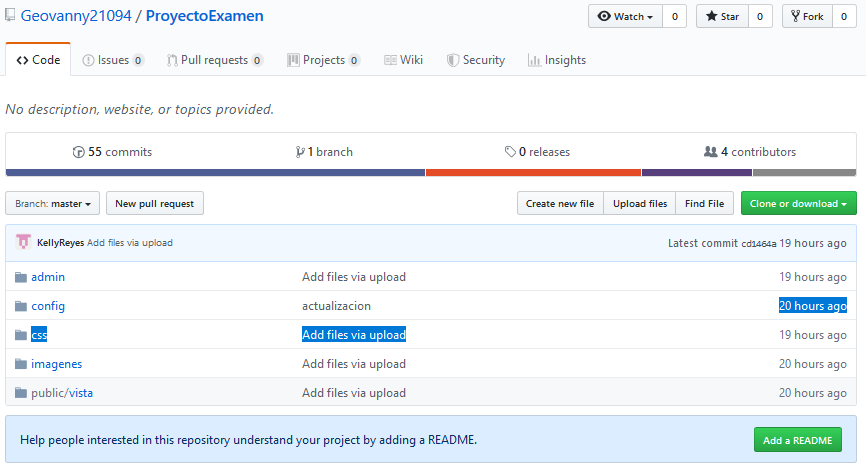 Geovanny21094 / ProyectoExamen Watch 0 Star 0 Fork 0
Code Issues 0 Pull requests 0 Projects 0 Wiki Security Insights
No description, website, or topics provided.
55 commits 1 branch 0 releases 4 contributors
Branch: master New pull request Create new file Upload files Find File Clone or download
KellyReyes Add files via upload Latest commit cd1464a 19 hours ago
admin Add files via upload 19 hours ago
config actualizacion 20 hours ago
css Add files via upload 19 hours ago
imagenes Add files via upload 20 hours ago
public/vista Add files via upload 20 hours ago
Help people interested in this repository understand your project by adding a README. Add a README